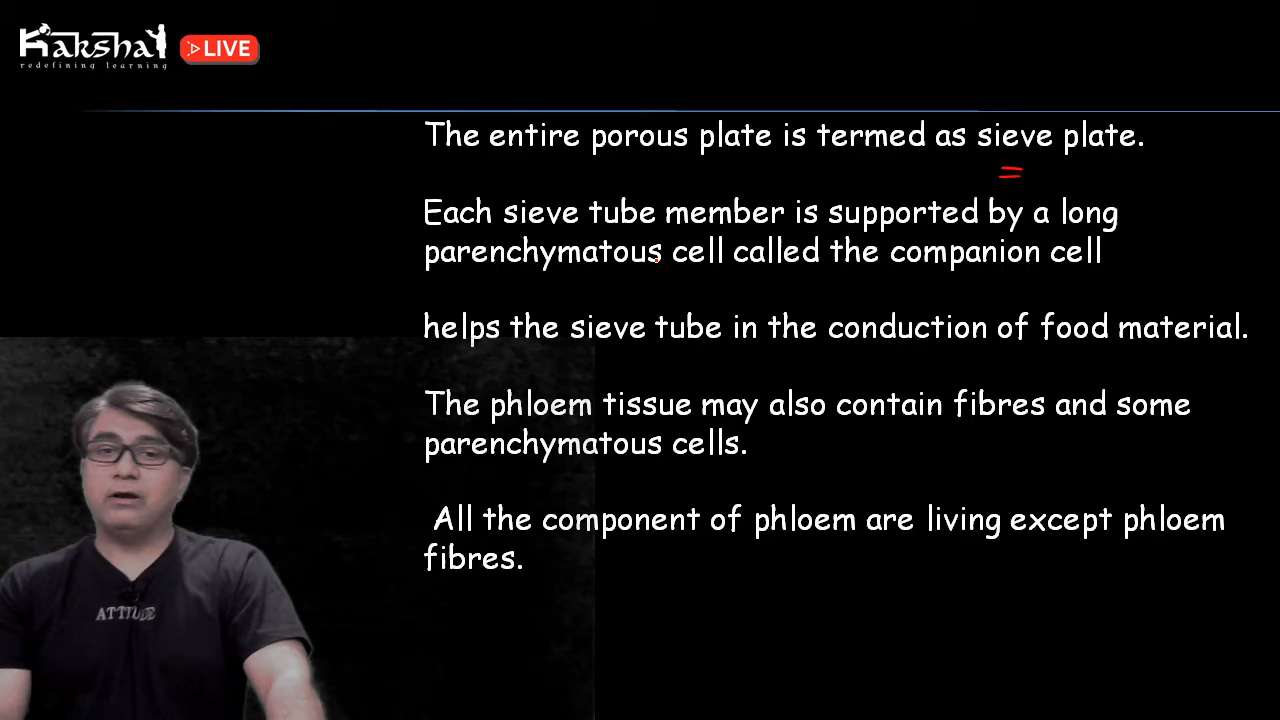 Kaksha
redefining learning
LIVE
The entire porous plate is termed as sieve plate.
Each sieve tube member is supported by a long
parenchymatous cell called the companion cell
helps the sieve tube in the conduction of food material.
The phloem tissue may also contain fibres and some
parenchymatous cells.
All the component of phloem are living except phloem
fibres.
ATTITUDE